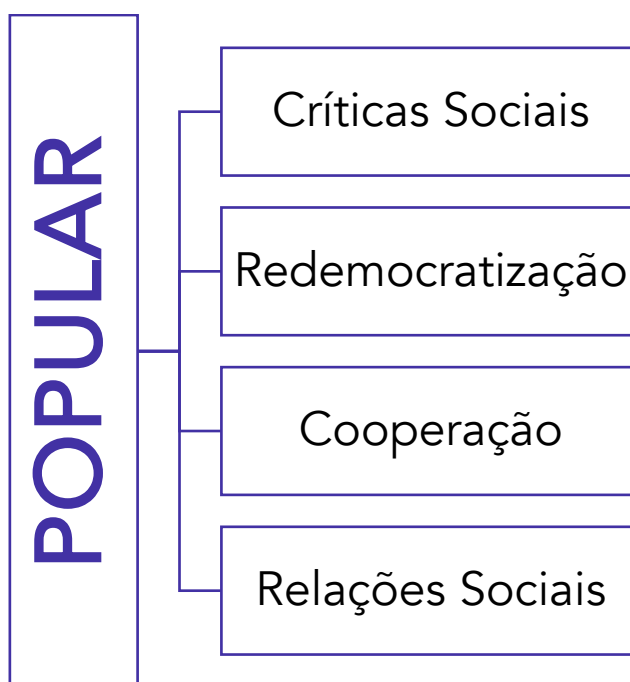 POPULAR
Críticas Sociais
Redemocratização
Cooperação
Relações Sociais